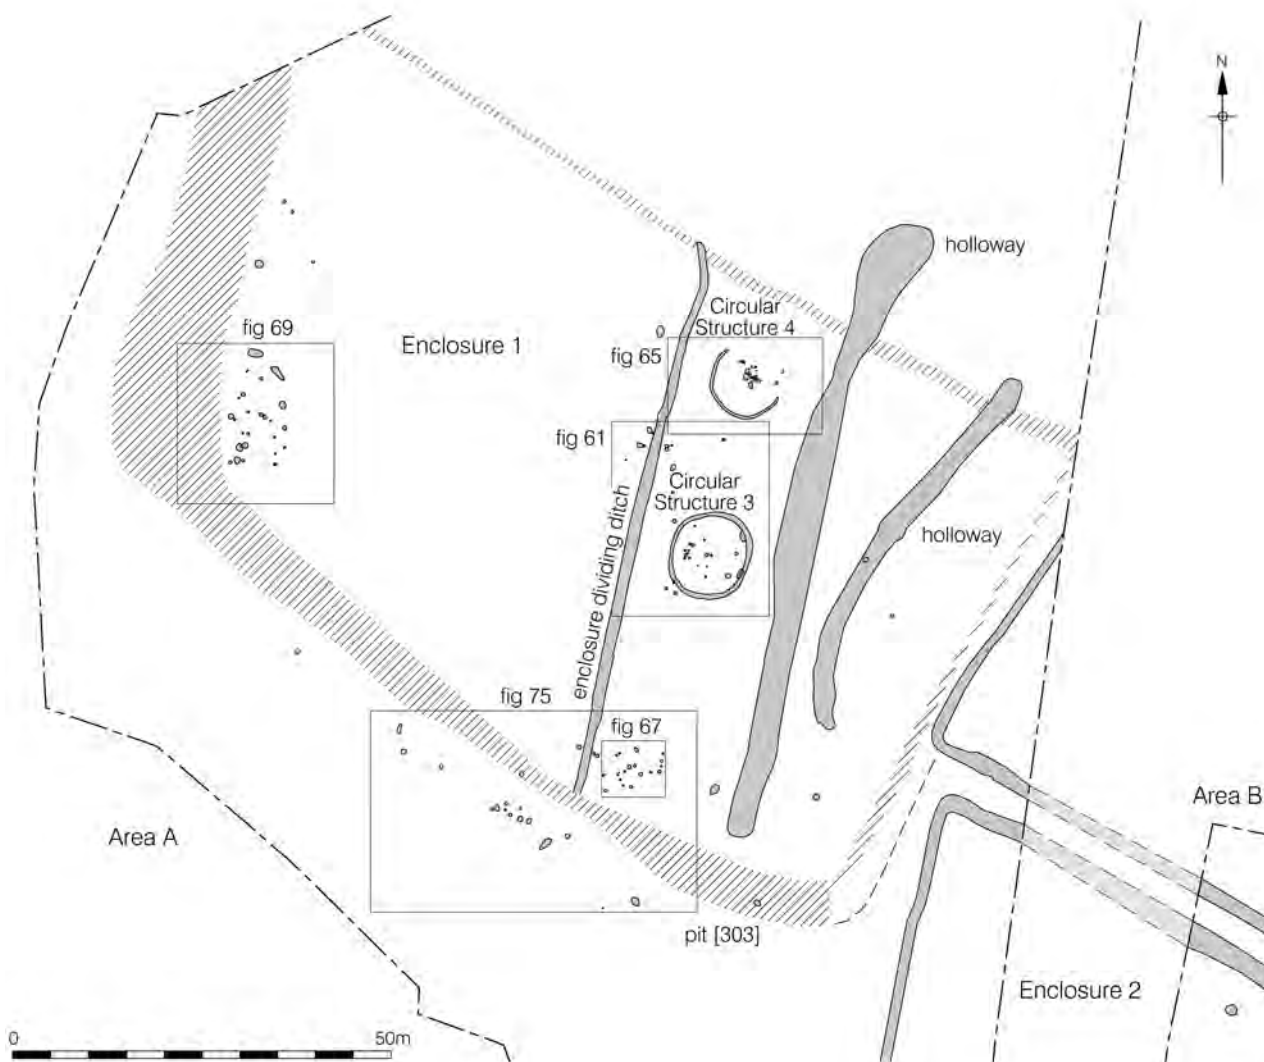 N
holloway
Circular
Structure 4
fig 69
Enclosure 1
fig 65
fig 61
Circular
Structure 3
holloway
enclosure dividing ditch
fig 75
fig 67
Area B
Area A
pit [303]
Enclosure 2
0
50m